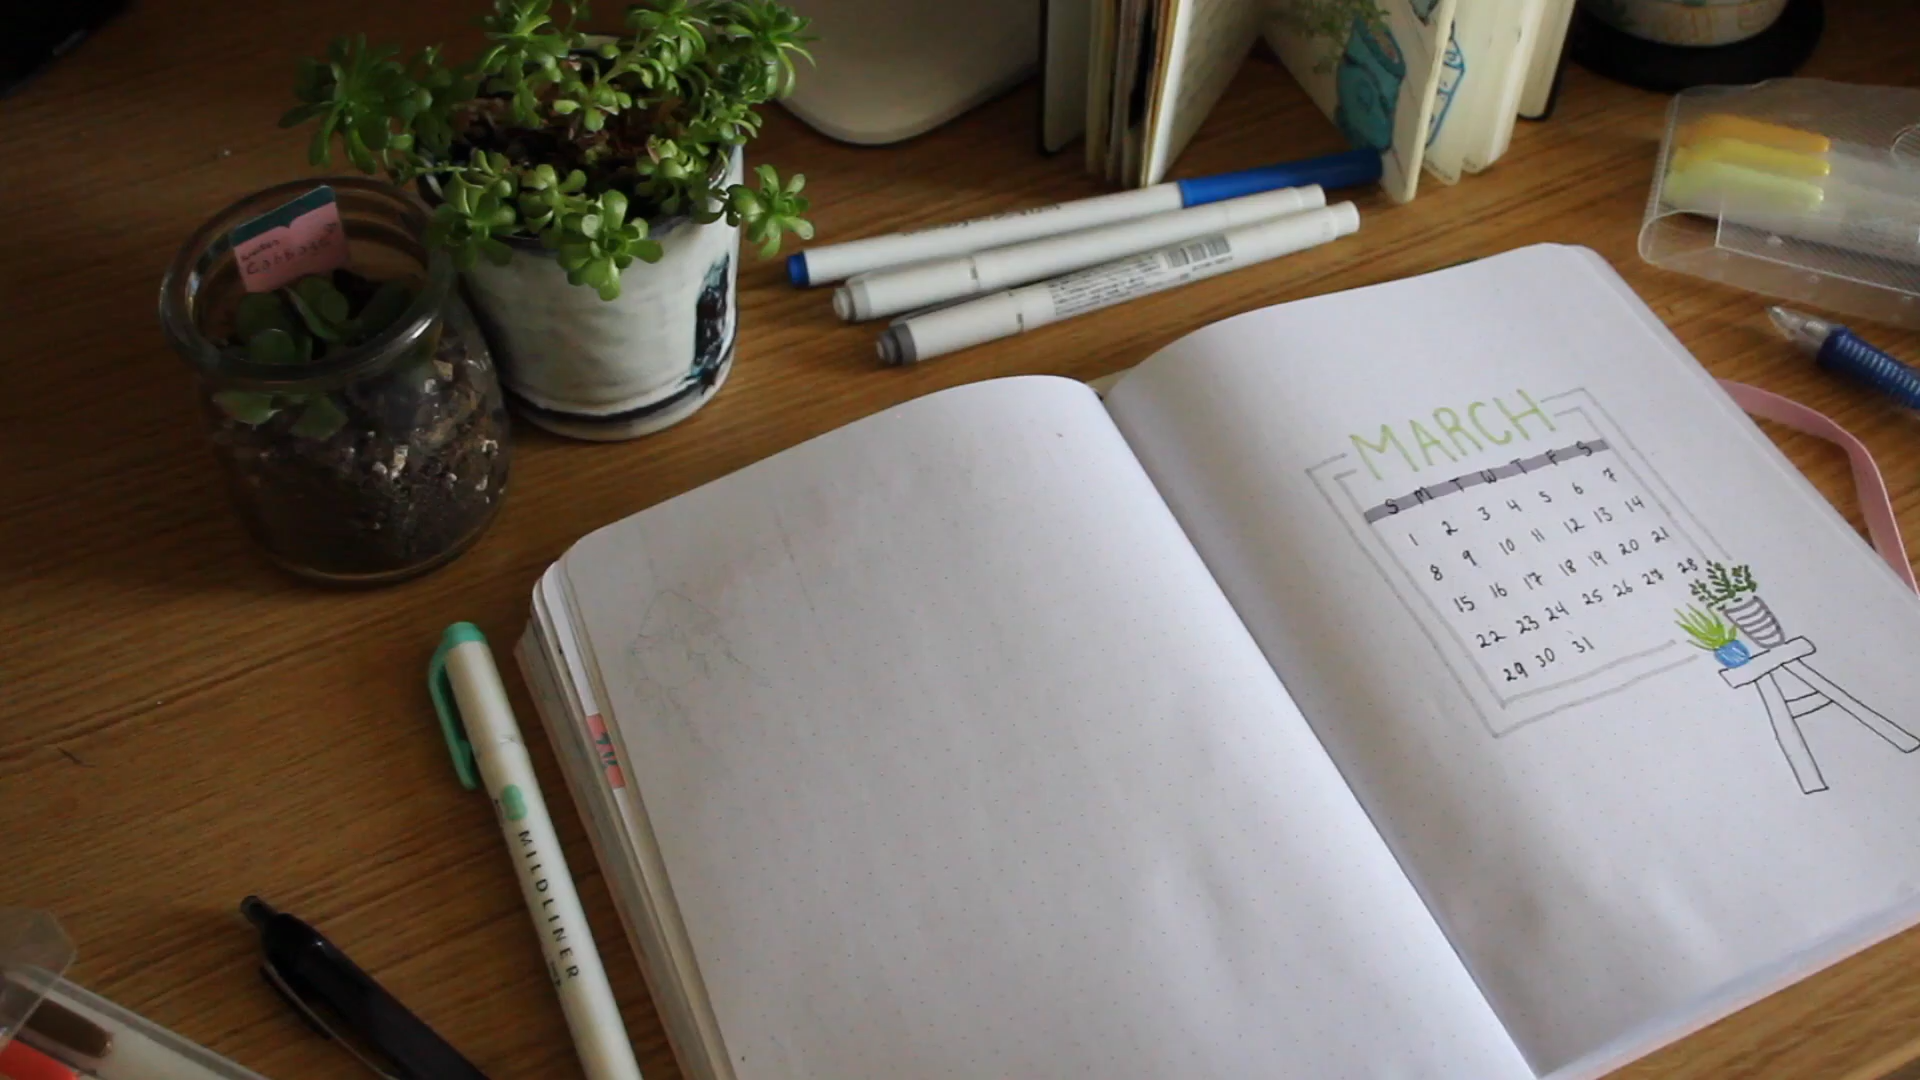 Cabbage
MARCH
S M T W T F S
1 2 3 4 5 6 7
8 9 10 11 12 13 14
15 16 17 18 19 20 21
22 23 24 25 26 27 28
29 30 31
MILDLINER